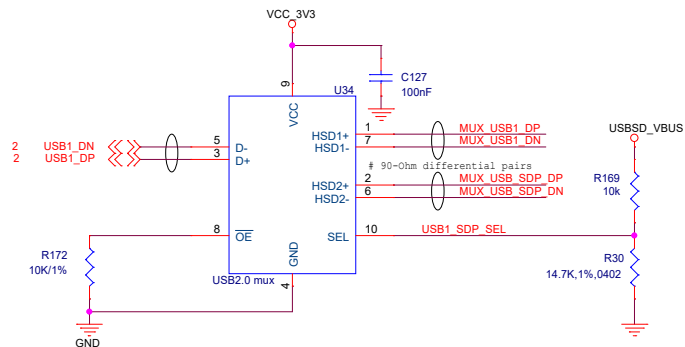 VCC_3V3
U34
C127
100nF
9
VCC
2 USB1_DN
2 USB1_DP
5 D-
3 D+
HSD1+ 1 MUX_USB1_DP
HSD1- 7 MUX_USB1_DN
# 90-Ohm differential pairs
HSD2+ 2 MUX_USB_SDP_DP
HSD2- 6 MUX_USB_SDP_DN
USBSD_VBUS
R169
10k
8 OE
SEL 10 USB1_SDP_SEL
R172
10K/1%
GND
4
USB2.0 mux
R30
14.7K,1%,0402
GND